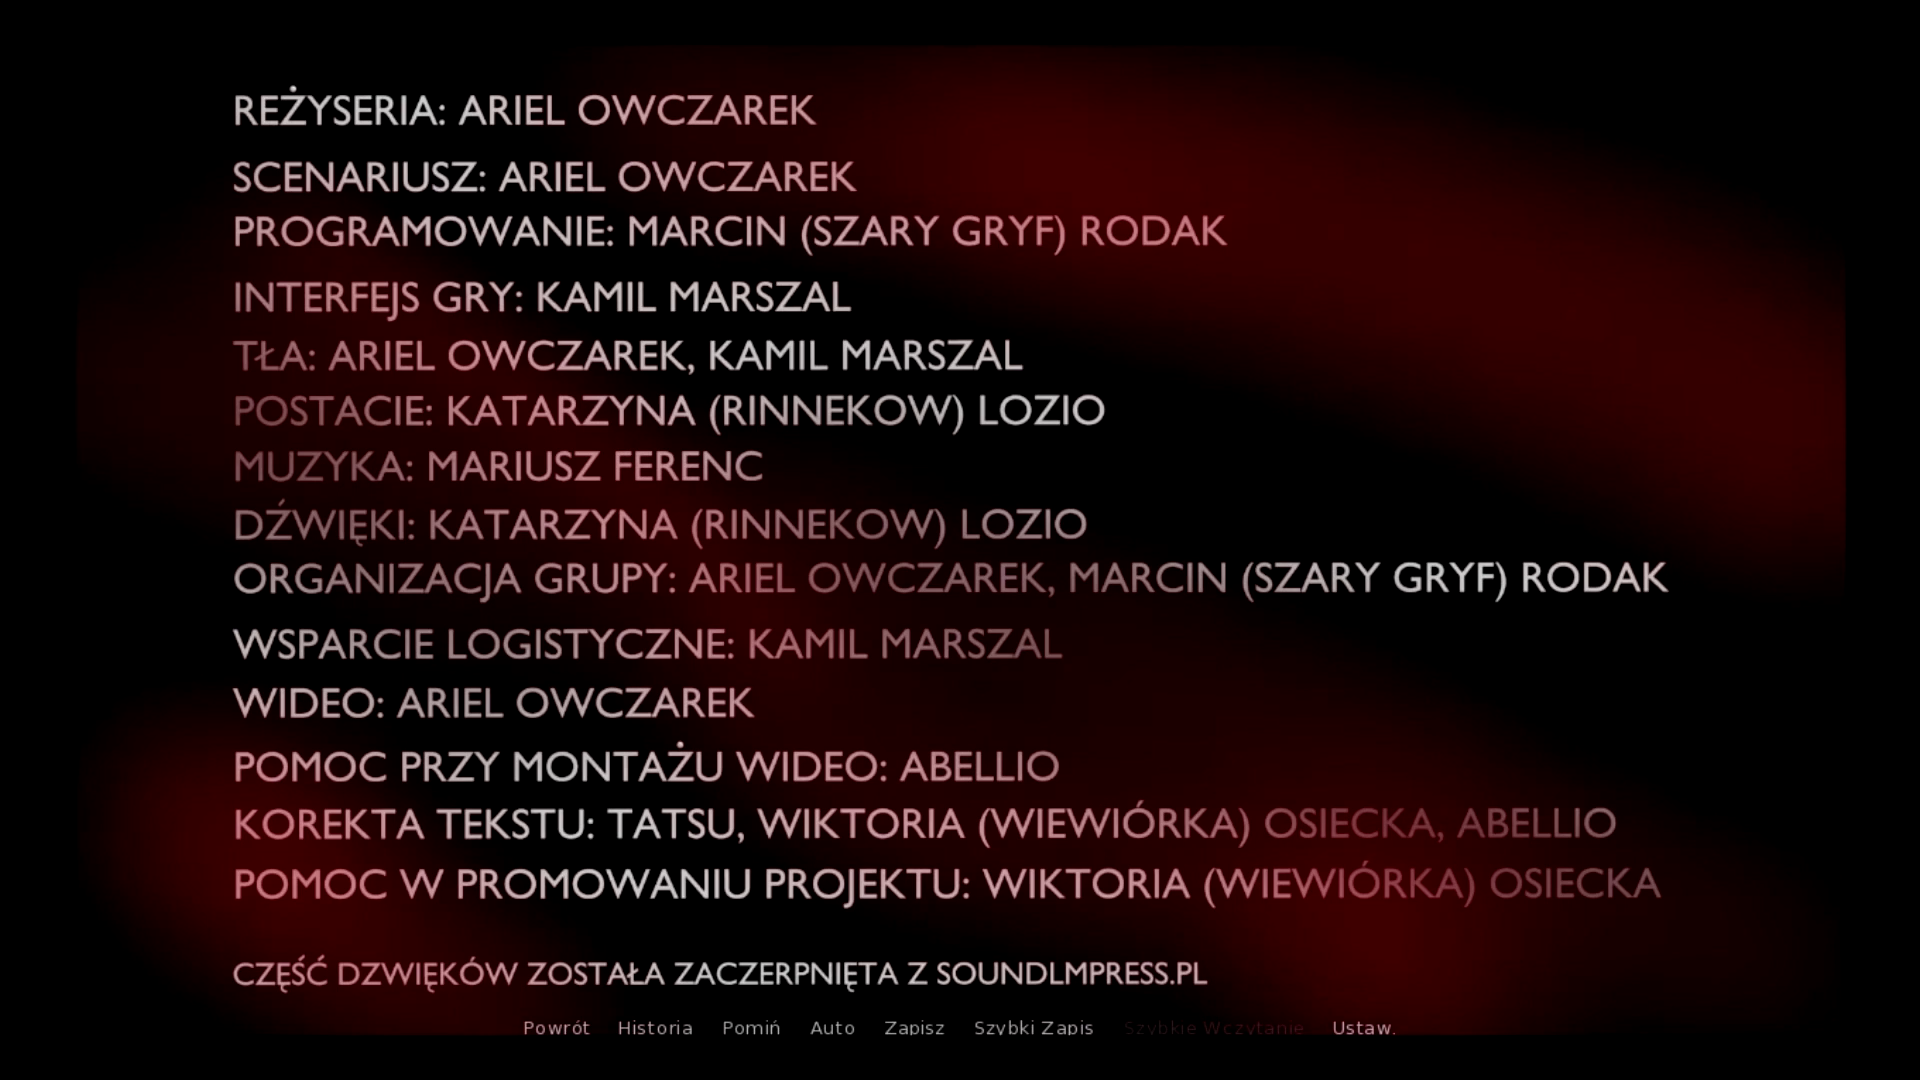 REŻYSERIA: ARIEL OWCZAREK
SCENARIUSZ: ARIEL OWCZAREK
PROGRAMOWANIE: MARCIN (SZARY GRYF) RODAK
INTERFEJS GRY: KAMIL MARSZAL
TŁA: ARIEL OWCZAREK, KAMIL MARSZAL
POSTACIE: KATARZYNA (RINNEKOW) LOZIO
MUZYKA: MARIUSZ FERENC
DŹWIĘKI: KATARZYNA (RINNEKOW) LOZIO
ORGANIZACJA GRUPY: ARIEL OWCZAREK, MARCIN (SZARY GRYF) RODAK
WSPARCIE LOGISTYCZNE: KAMIL MARSZAL
WIDEO: ARIEL OWCZAREK
POMOC PRZY MONTAŻU WIDEO: ABELLIO
KOREKTA TEKSTU: TATSU, WIKTORIA (WIEWIÓRKA) OSIECKA, ABELLIO
POMOC W PROMOWANIU PROJEKTU: WIKTORIA (WIEWIÓRKA) OSIECKA
CZĘŚĆ DZWIĘKÓW ZOSTAŁA ZACZERPNIĘTA Z SOUNDLMPRESS.PL
Powrót Historia Pomiń Auto Zapisz Szybki Zapis Szybkie Wczytanie Ustaw.